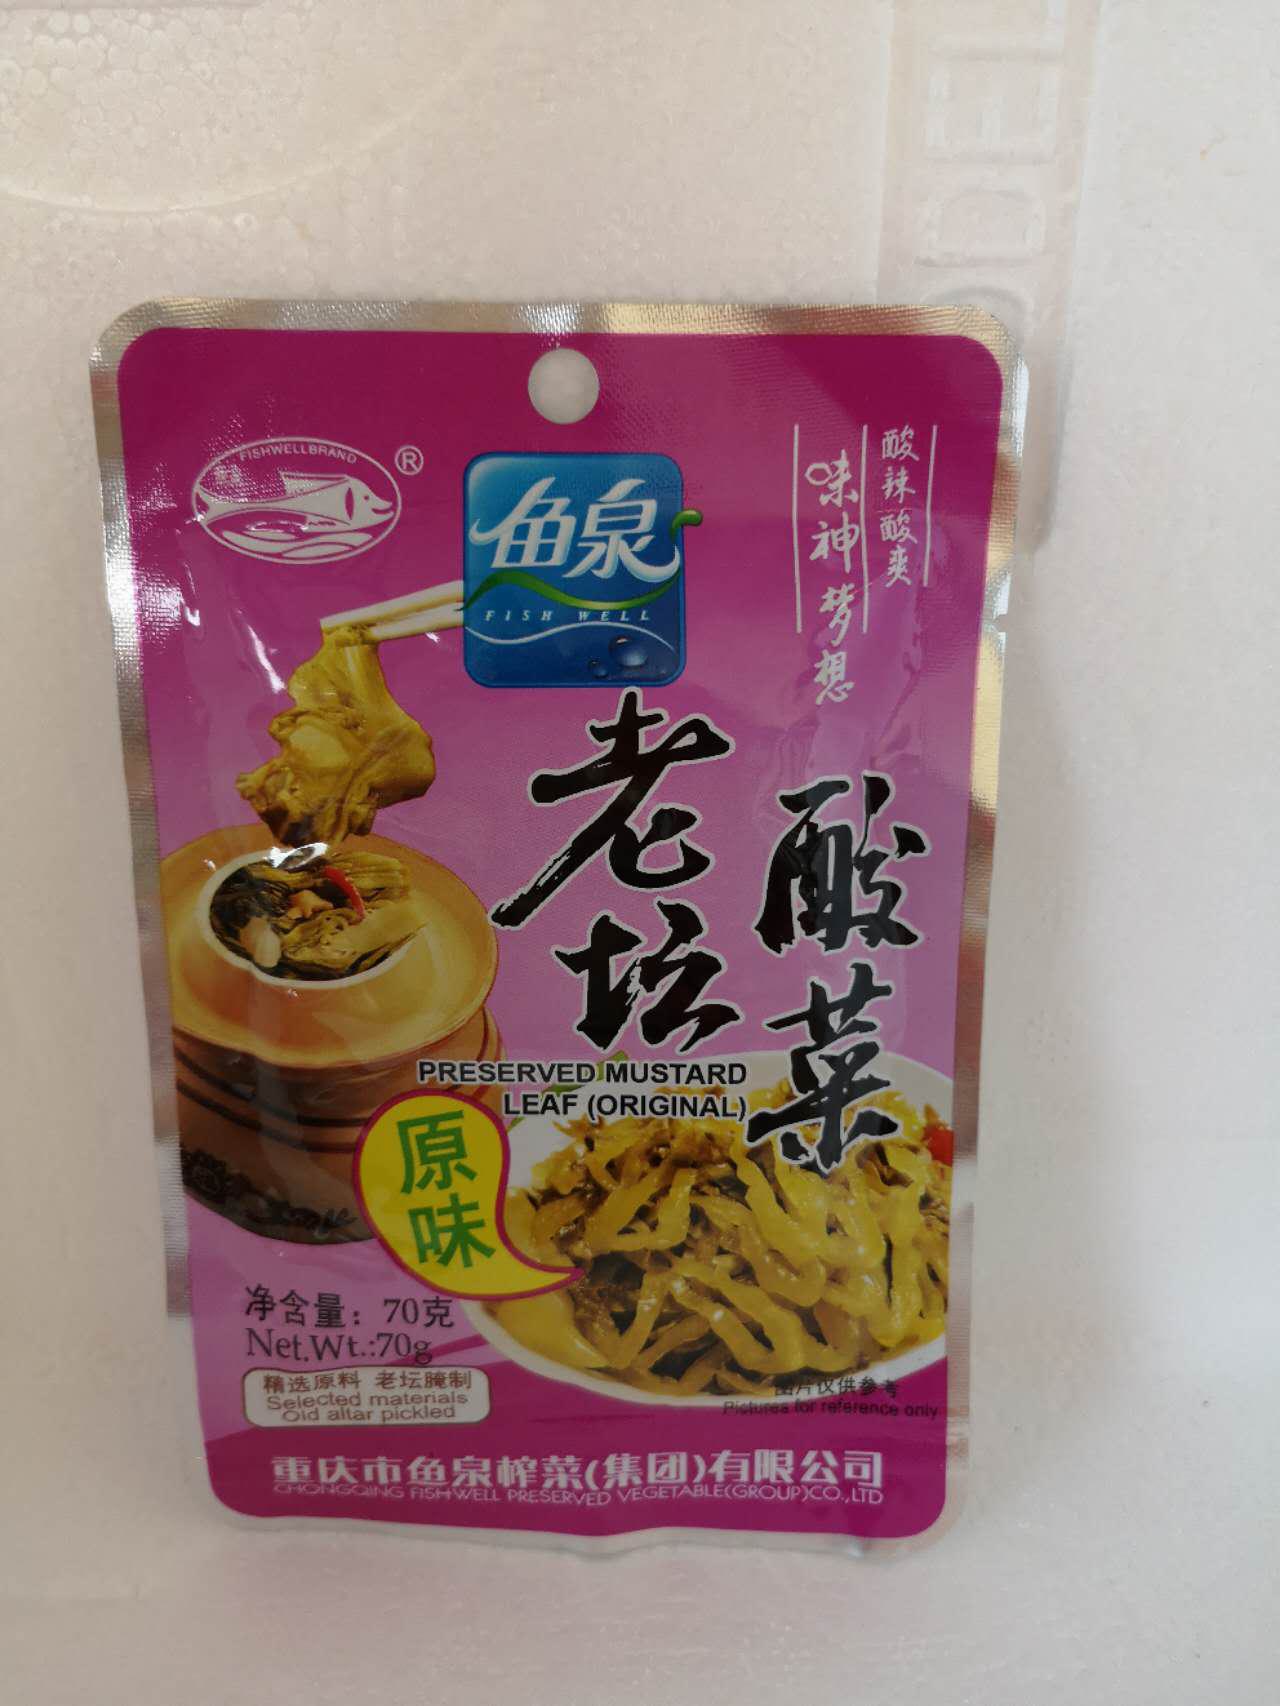 FISHWELLBRAND
®
鱼泉
FISH WELL
酸辣酸爽
味神梦想
老坛
酸菜
PRESERVED MUSTARD
LEAF (ORIGINAL)
原味
净含量：70克
Net.Wt.:70g
精选原料 老坛腌制
Selected materials
Old altar pickled
图片仅供参考
Pictures for reference only
重庆市鱼泉榨菜(集团)有限公司
CHONGQING FISHWELL PRESERVED VEGETABLE(GROUP)CO.,LTD